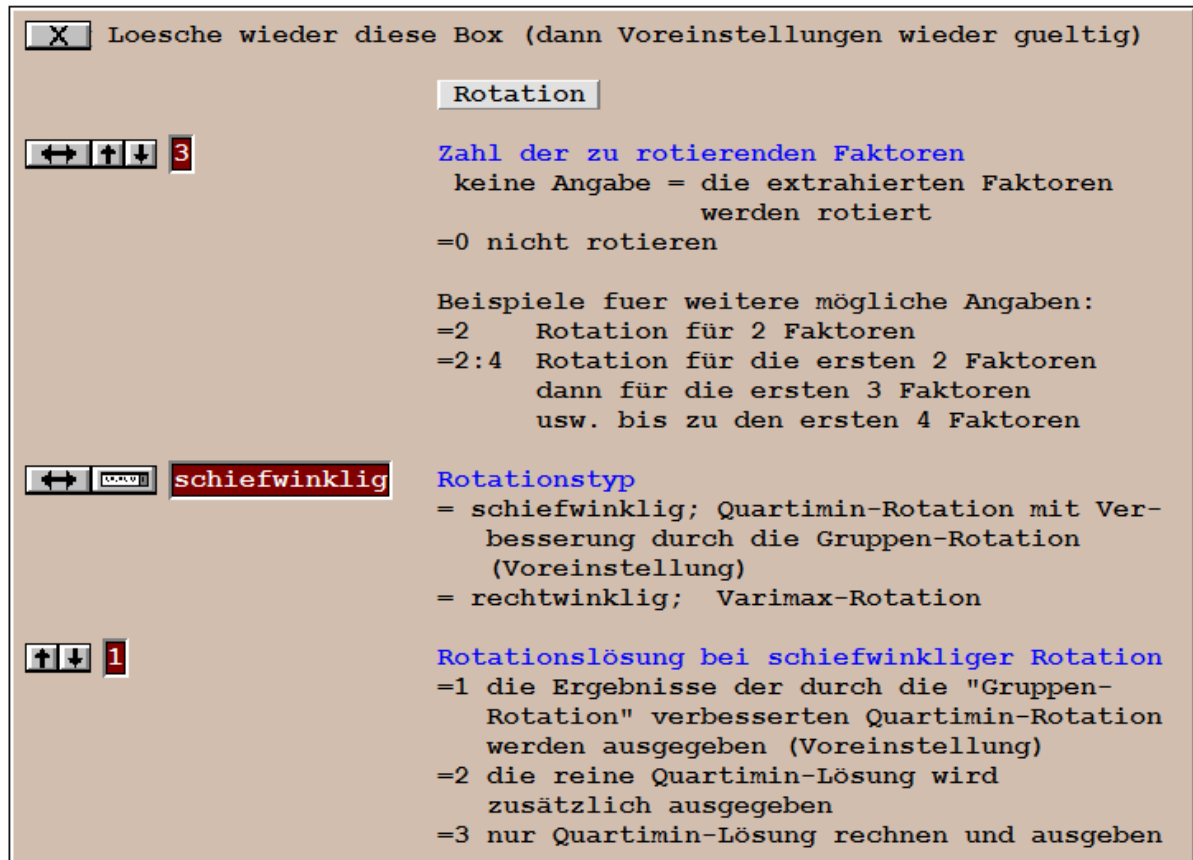 X Loesche wieder diese Box (dann Voreinstellungen wieder gueltig)
Rotation
3 Zahl der zu rotierenden Faktoren
keine Angabe = die extrahierten Faktoren
werden rotiert
=0 nicht rotieren
Beispiele fuer weitere mögliche Angaben:
=2 Rotation für 2 Faktoren
=2:4 Rotation für die ersten 2 Faktoren
dann für die ersten 3 Faktoren
usw. bis zu den ersten 4 Faktoren
schiefwinklig Rotationstyp
= schiefwinklig; Quartimin-Rotation mit Ver-
besserung durch die Gruppen-Rotation
(Voreinstellung)
= rechtwinklig; Varimax-Rotation
1 Rotationslösung bei schiefwinkliger Rotation
=1 die Ergebnisse der durch die "Gruppen-
Rotation" verbesserten Quartimin-Rotation
werden ausgegeben (Voreinstellung)
=2 die reine Quartimin-Lösung wird
zusätzlich ausgegeben
=3 nur Quartimin-Lösung rechnen und ausgeben